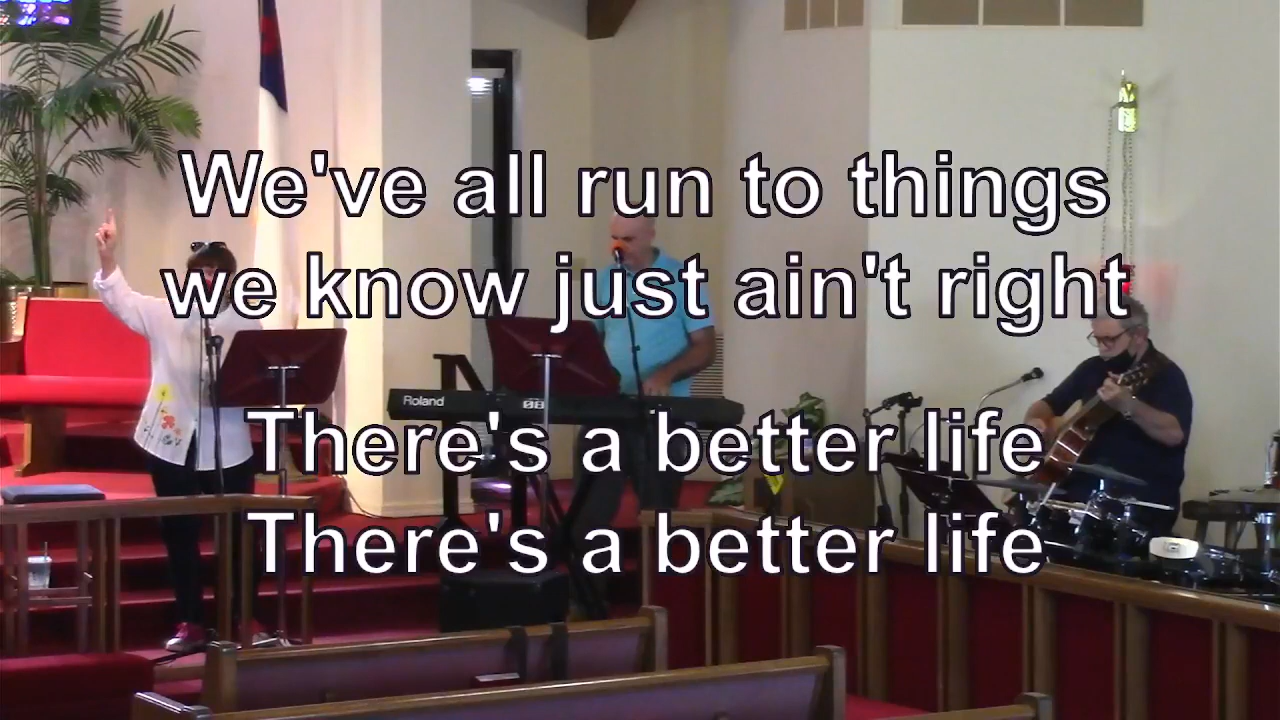 We've all run to things
we know just ain't right
Roland
There's a better life
There's a better life